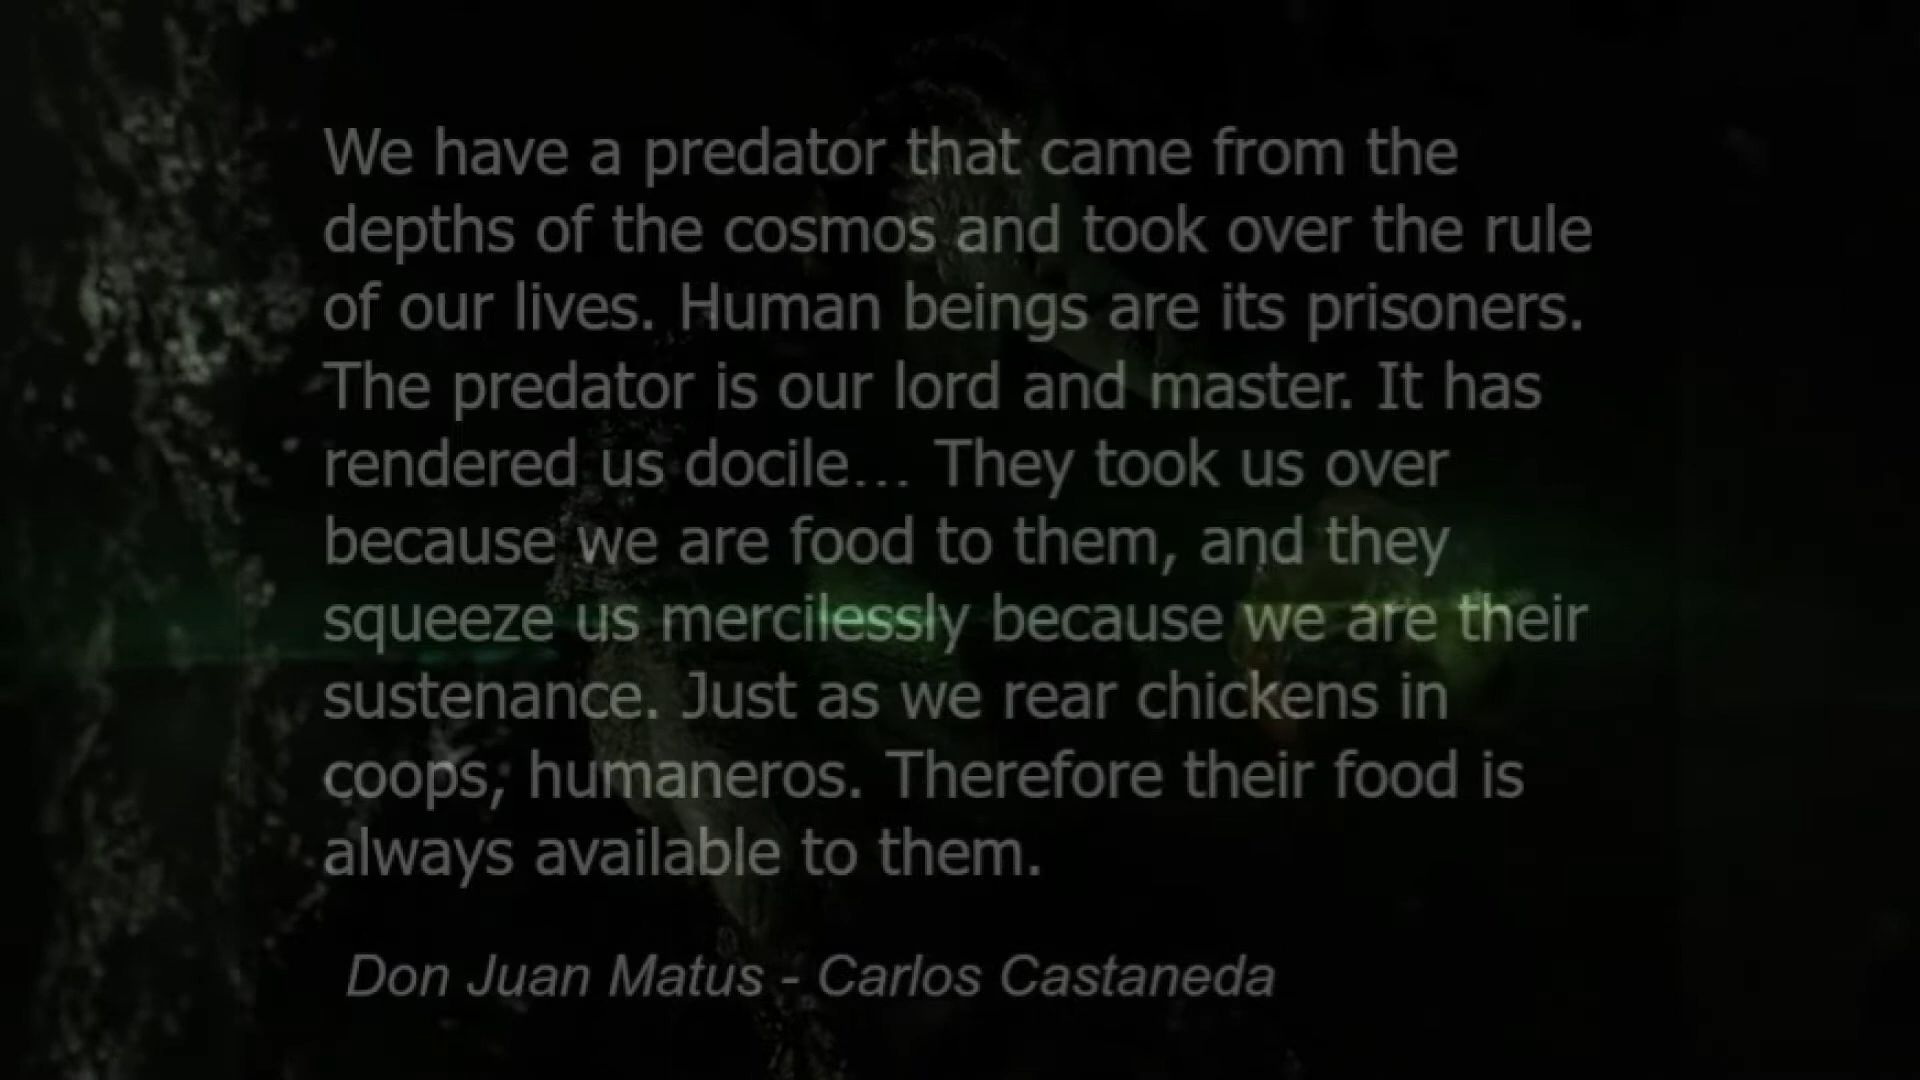 We have a predator that came from the
depths of the cosmos and took over the rule
of our lives. Human beings are its prisoners.
The predator is our lord and master. It has
rendered us docile… They took us over
because we are food to them, and they
squeeze us mercilessly because we are their
sustenance. Just as we rear chickens in
coops, humaneros. Therefore their food is
always available to them.
Don Juan Matus - Carlos Castaneda